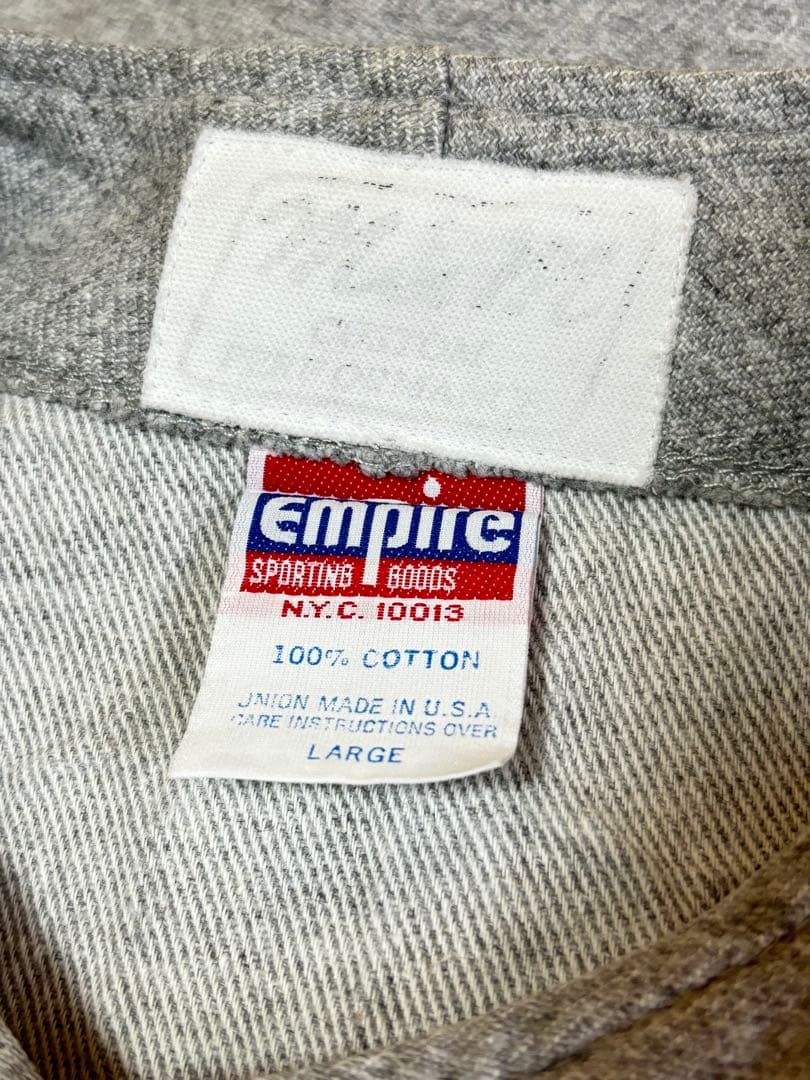 empire
SPORTING GOODS
N.Y.C. 10013
100% COTTON
UNION MADE IN U.S.A
CARE INSTRUCTIONS OVER
LARGE